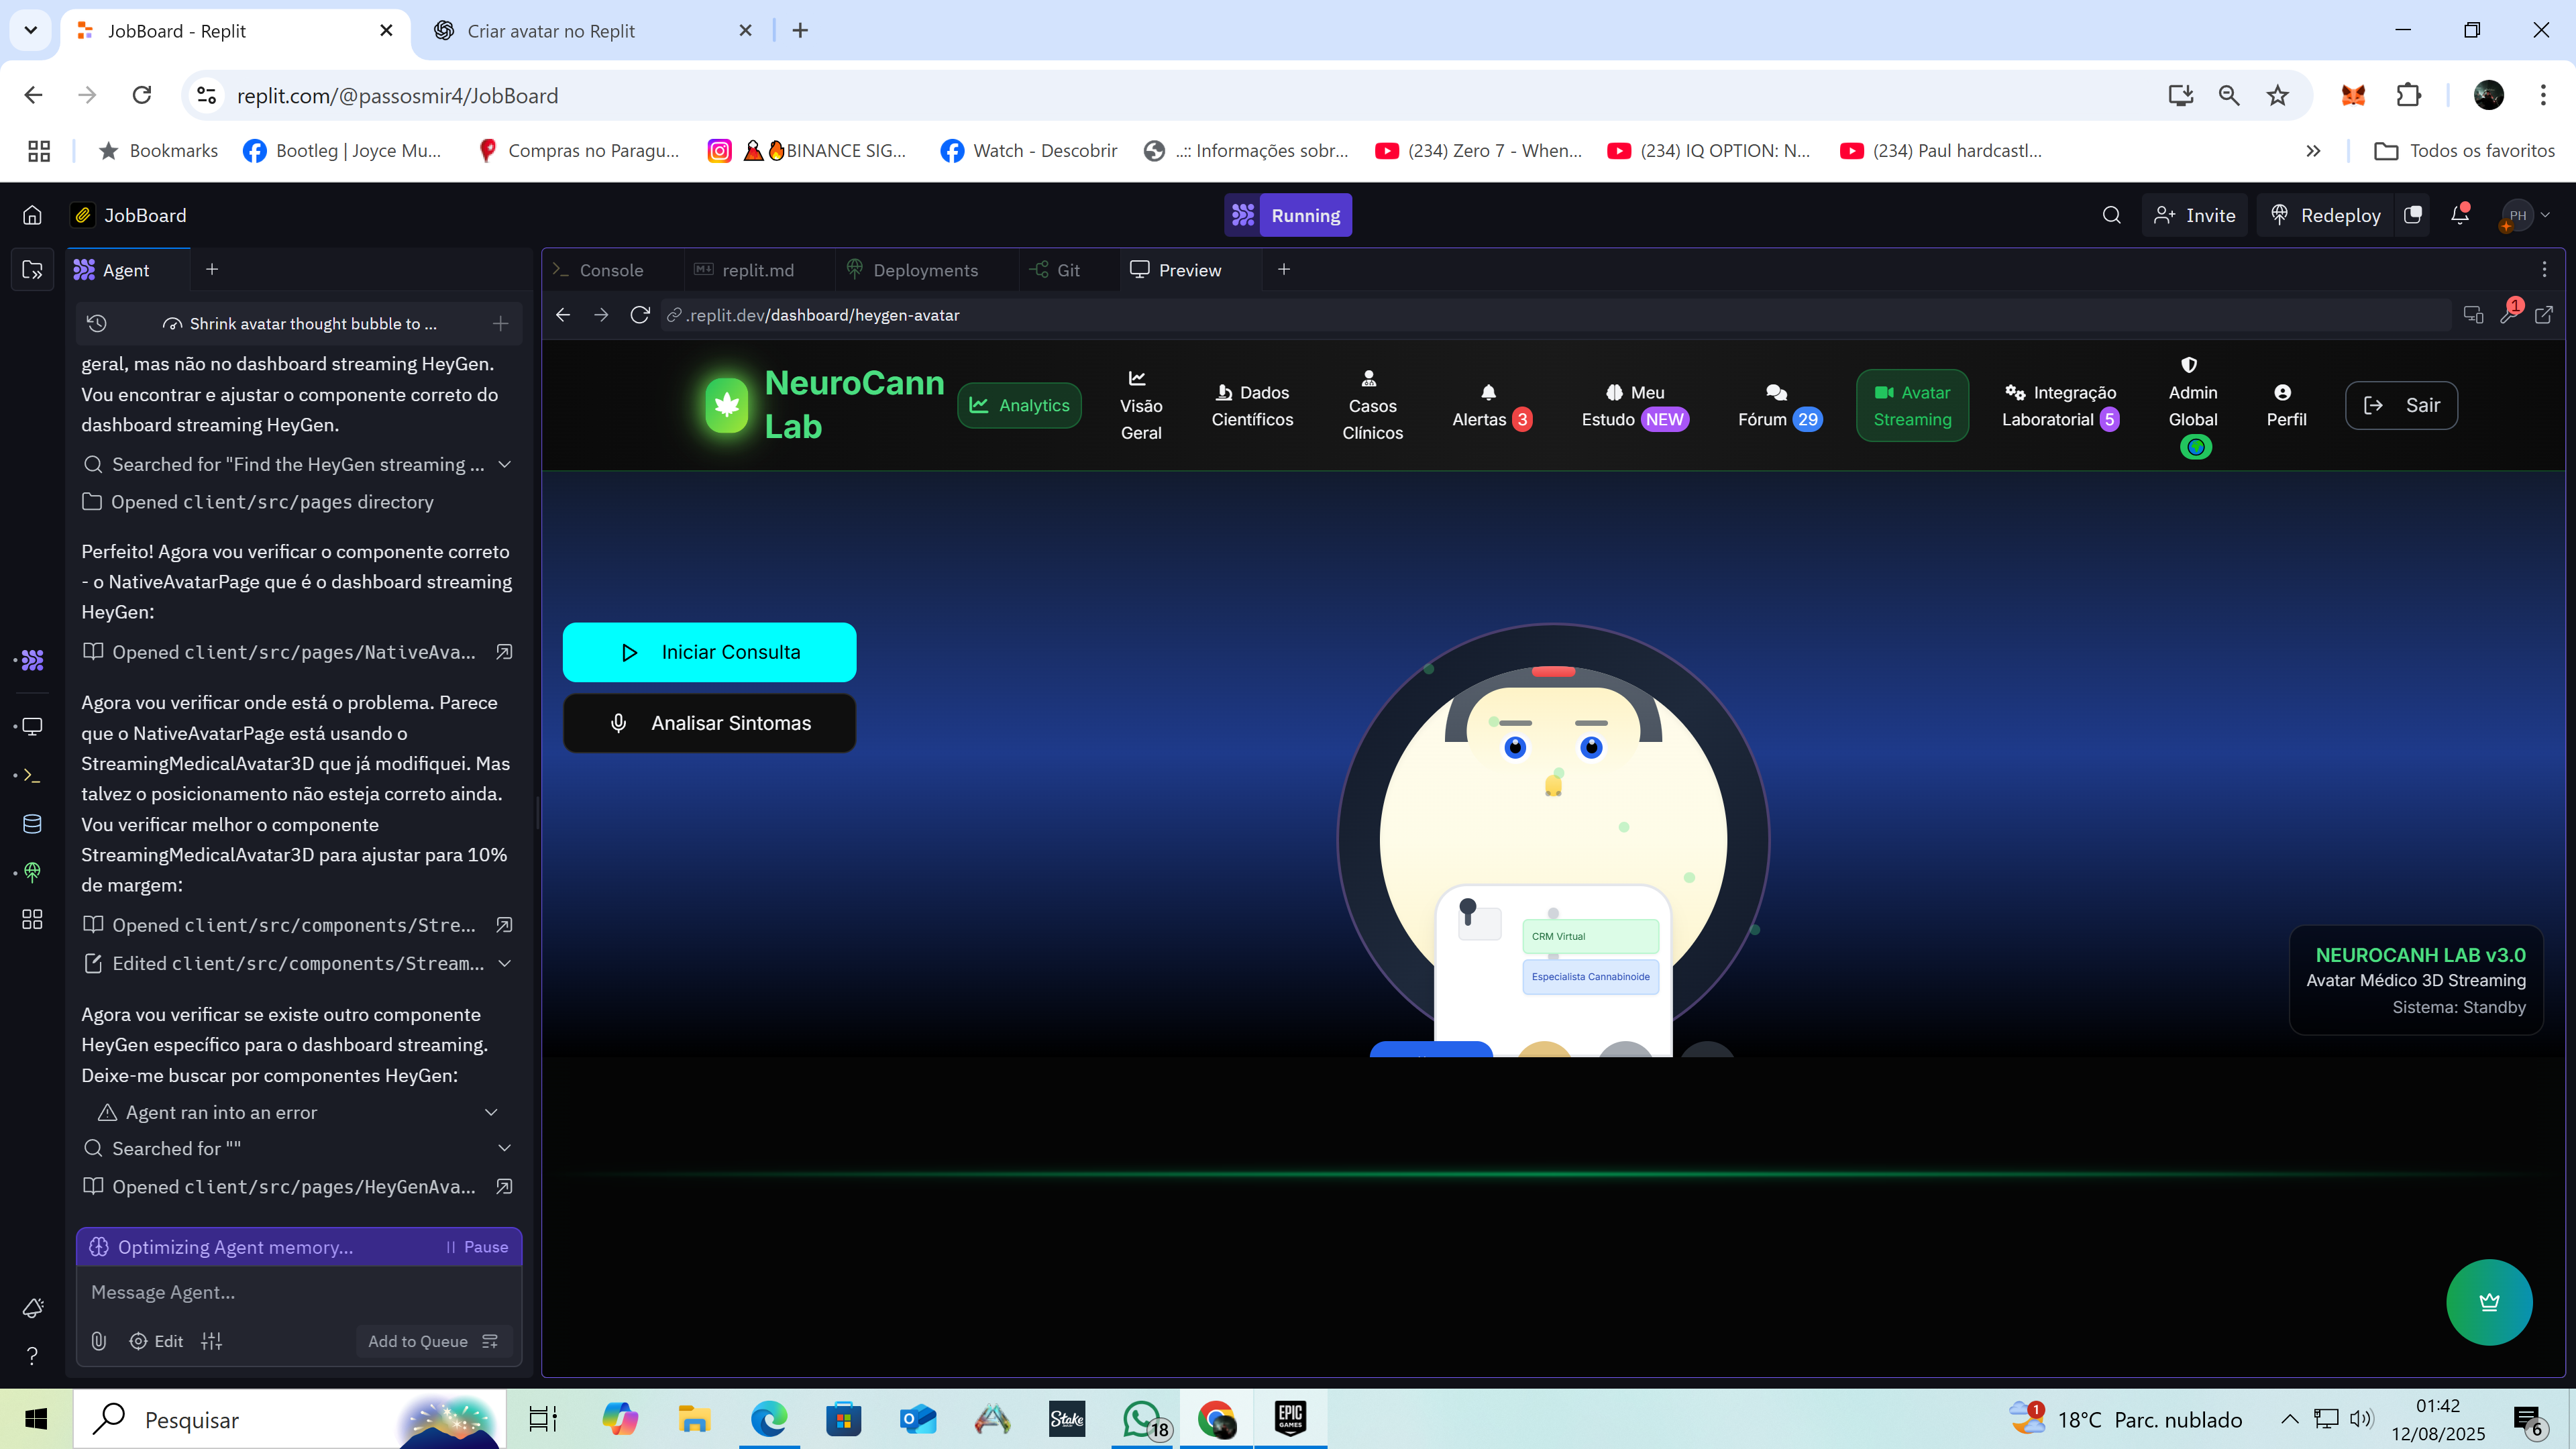 JobBoard - Replit
Criar avatar no Replit
replit.com/@passosmir4/JobBoard
Bookmarks
Bootleg | Joyce Mu...
Compras no Paragu...
BINANCE SIG...
Watch - Descobrir
..:: Informações sobr...
(234) Zero 7 - When...
(234) IQ OPTION: N...
(234) Paul hardcastl...
Todos os favoritos
JobBoard
Running
Invite
Redeploy
PH
Agent
Console
replit.md
Deployments
Git
Preview
Shrink avatar thought bubble to ...
.replit.dev/dashboard/heygen-avatar
1
geral, mas não no dashboard streaming HeyGen.
Vou encontrar e ajustar o componente correto do
dashboard streaming HeyGen.
Searched for "Find the HeyGen streaming ...
Opened client/src/pages directory
Perfeito! Agora vou verificar o componente correto
- o NativeAvatarPage que é o dashboard streaming
HeyGen:
Opened client/src/pages/NativeAva...
Agora vou verificar onde está o problema. Parece
que o NativeAvatarPage está usando o
StreamingMedicalAvatar3D que já modifiquei. Mas
talvez o posicionamento não esteja correto ainda.
Vou verificar melhor o componente
StreamingMedicalAvatar3D para ajustar para 10%
de margem:
Opened client/src/components/Stre...
Edited client/src/components/Stream...
Agora vou verificar se existe outro componente
HeyGen específico para o dashboard streaming.
Deixe-me buscar por componentes HeyGen:
Agent ran into an error
Searched for ""
Opened client/src/pages/HeyGenAva...
Optimizing Agent memory...
Pause
Message Agent...
Edit
Add to Queue
NeuroCann
Lab
Analytics
Visão
Geral
Dados
Científicos
Casos
Clínicos
Alertas 3
Meu
Estudo NEW
Fórum 29
Avatar
Streaming
Integração
Laboratorial 5
Admin
Global
Perfil
Sair
Iniciar Consulta
Analisar Sintomas
CRM Virtual
Especialista Cannabinoide
NEUROCANH LAB v3.0
Avatar Médico 3D Streaming
Sistema: Standby
Pesquisar
Stake
18
EPIC
GAMES
1
18°C Parc. nublado
01:42
12/08/2025
6